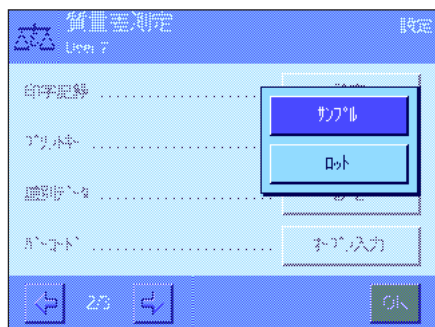 質量差測定
設定
User 7
印字記録
サンプル
プリントキー
ロット
識別データ
バーコード
オープン入力
2/3
OK